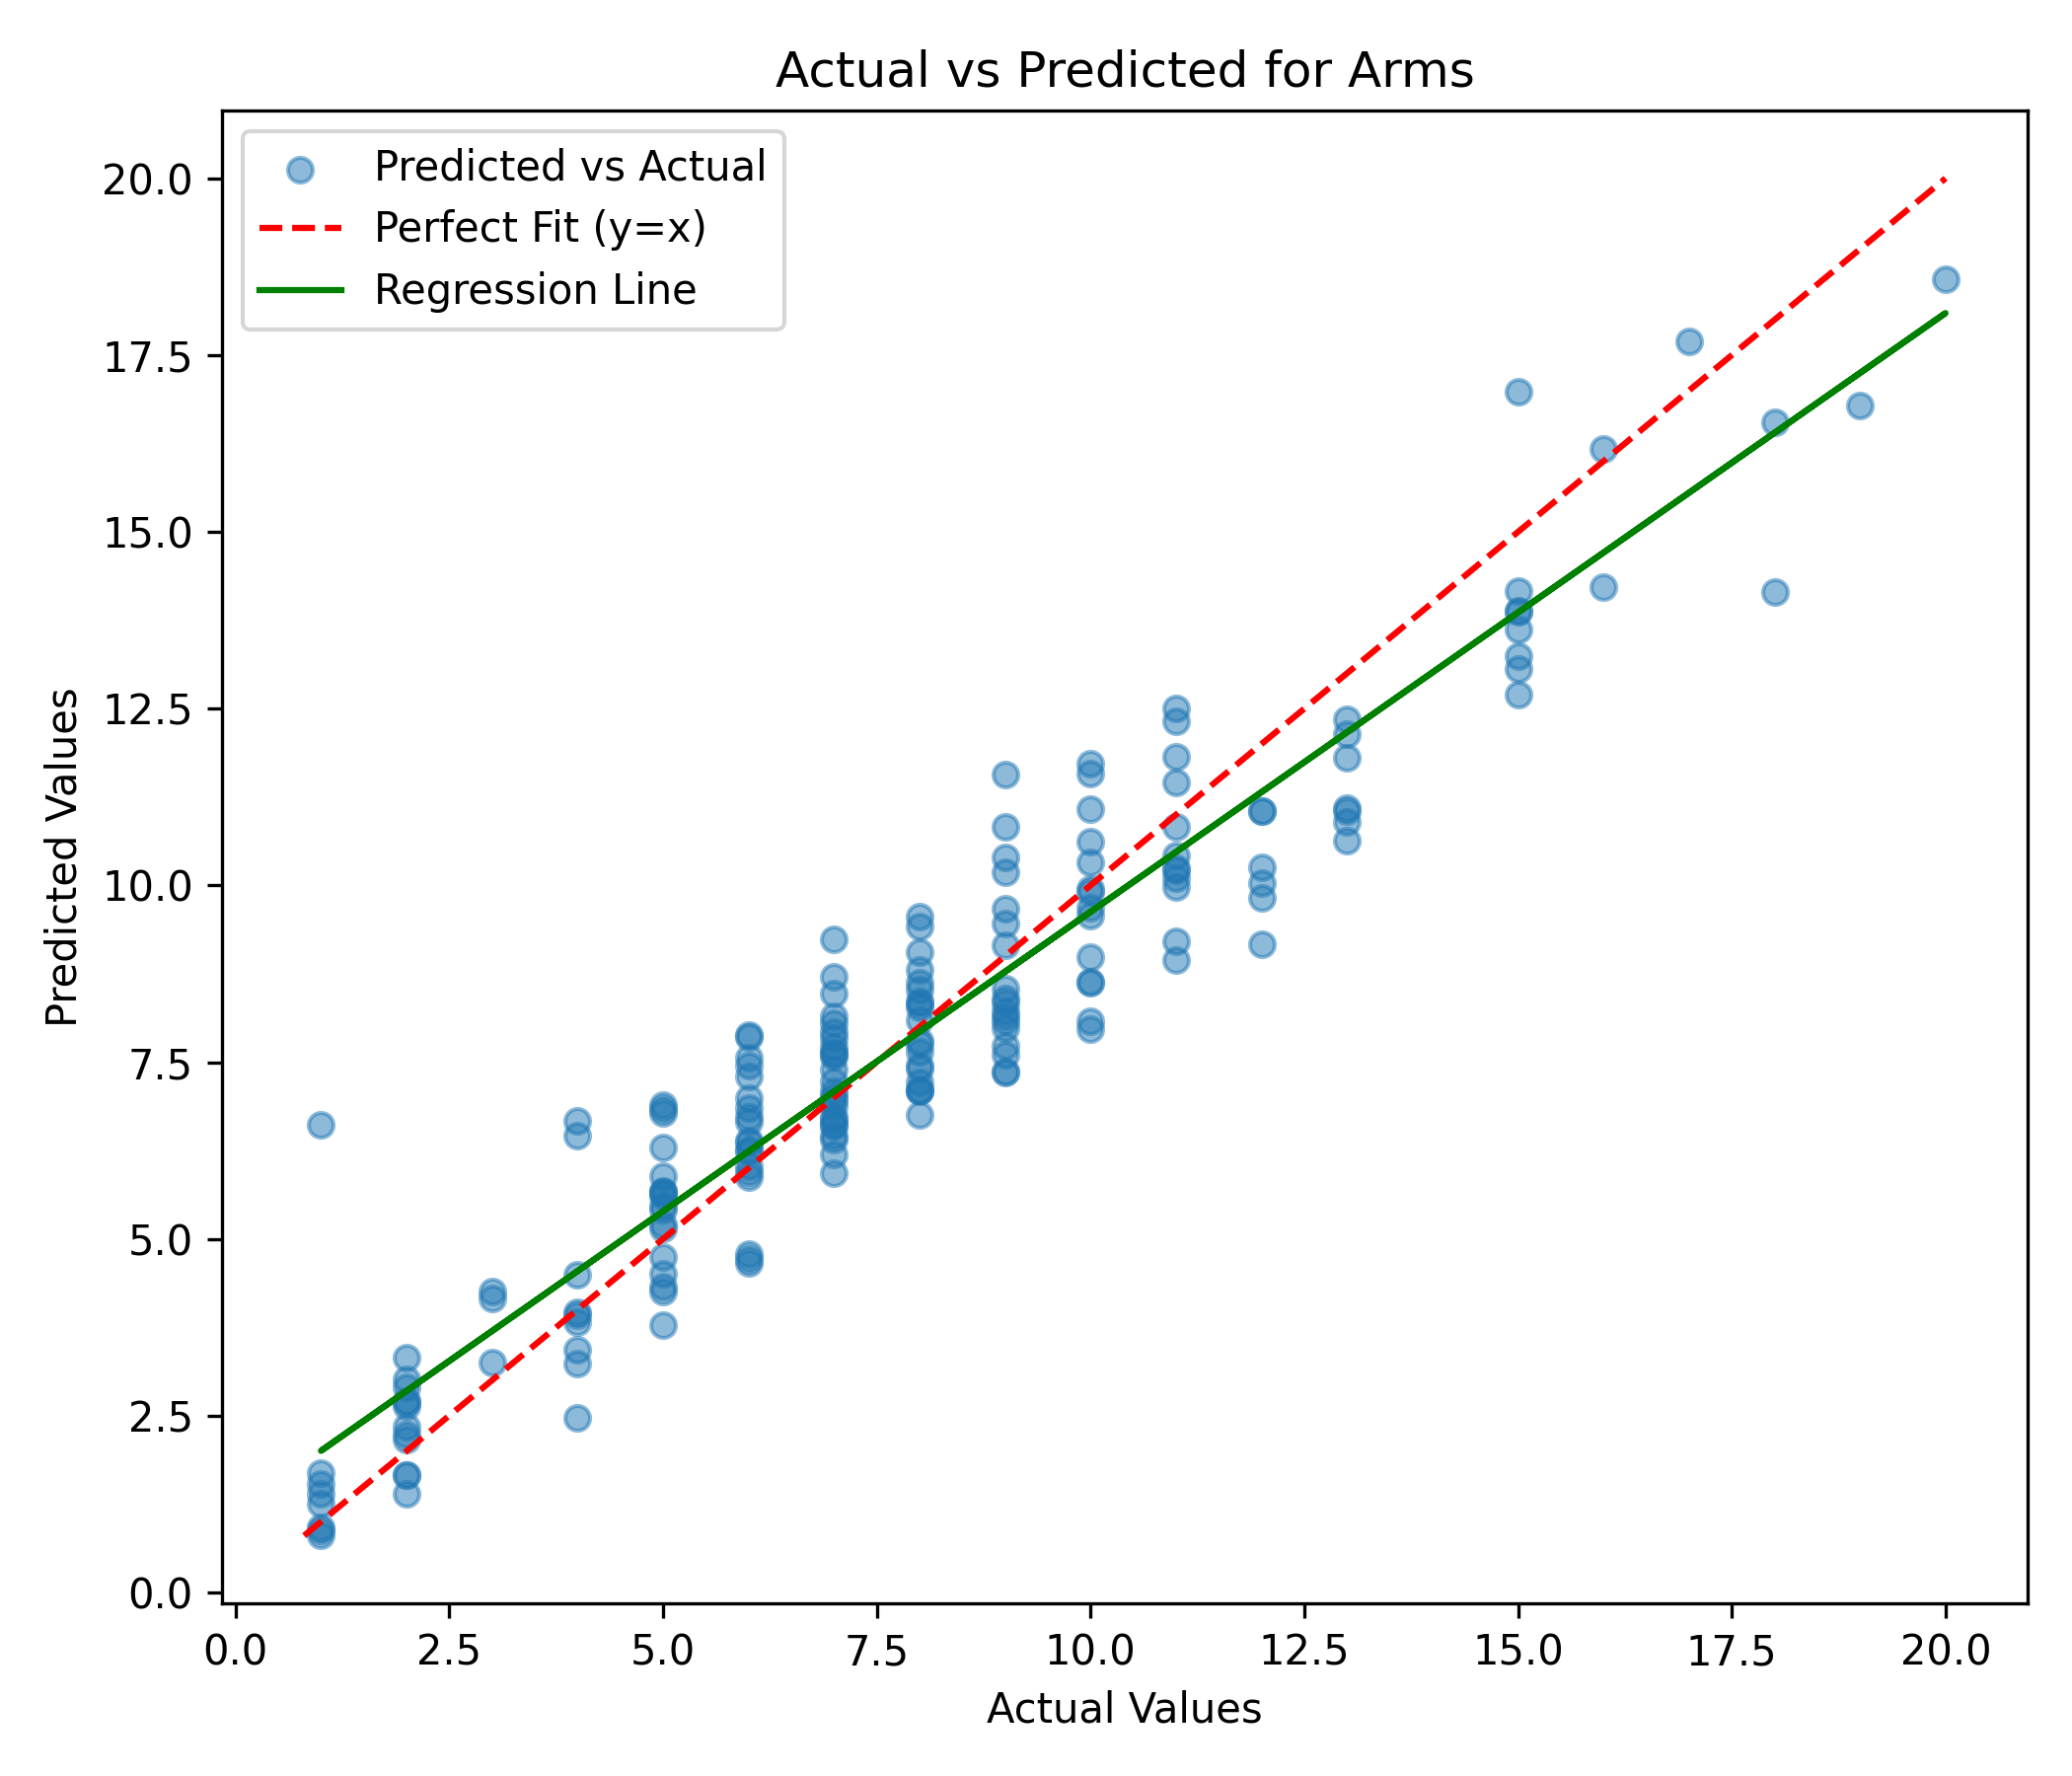 Actual vs Predicted for Arms
Predicted vs Actual
Perfect Fit (y=x)
Regression Line
Predicted Values
20.0
17.5
15.0
12.5
10.0
7.5
5.0
2.5
0.0
0.0 2.5 5.0 7.5 10.0 12.5 15.0 17.5 20.0
Actual Values